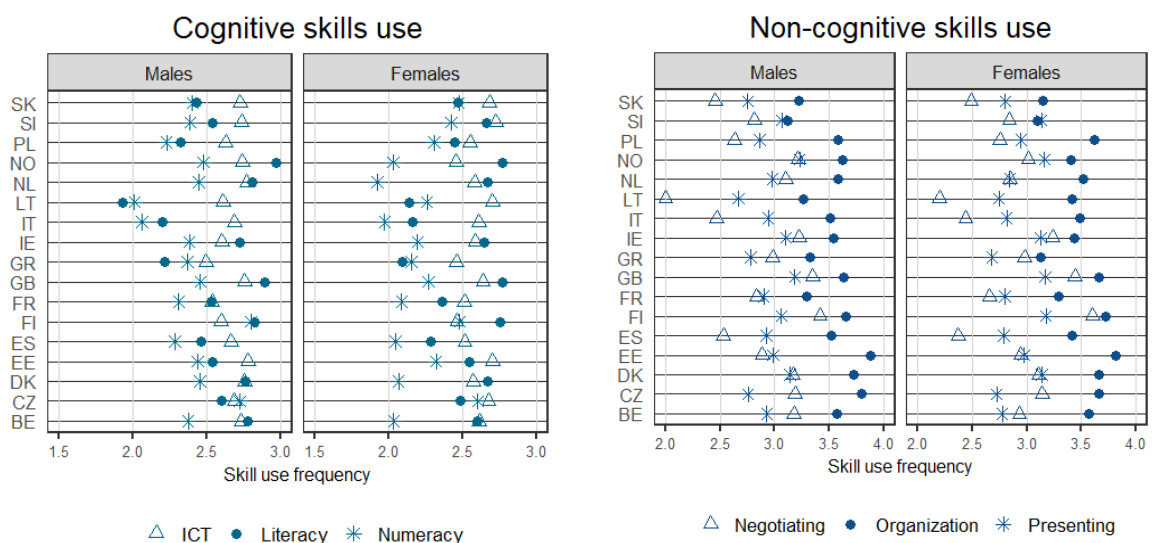 Cognitive skills use
Males
Females
SK
SI
PL
NO
NL
LT
IT
IE
GR
GB
FR
FI
ES
EE
DK
CZ
BE
1.5 2.0 2.5 3.0 1.5 2.0 2.5 3.0
Skill use frequency
ICT Literacy Numeracy
Non-cognitive skills use
Males
Females
SK
SI
PL
NO
NL
LT
IT
IE
GR
GB
FR
FI
ES
EE
DK
CZ
BE
2.0 2.5 3.0 3.5 4.0 2.0 2.5 3.0 3.5 4.0
Skill use frequency
Negotiating Organization Presenting